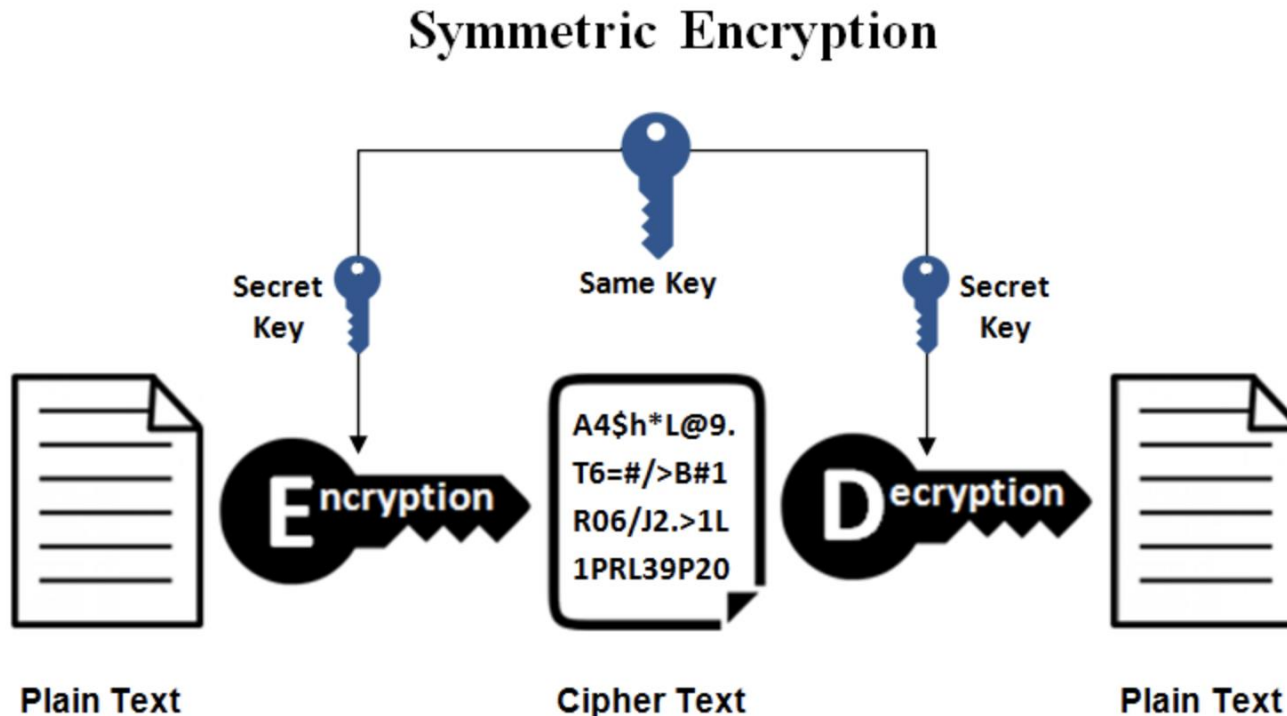 Symmetric Encryption
Same Key
Secret
Key
Secret
Key
Encryption
A4$h*L@9.
T6=#/>B#1
R06/J2.>1L
1PRL39P20
Decryption
Plain Text
Cipher Text
Plain Text